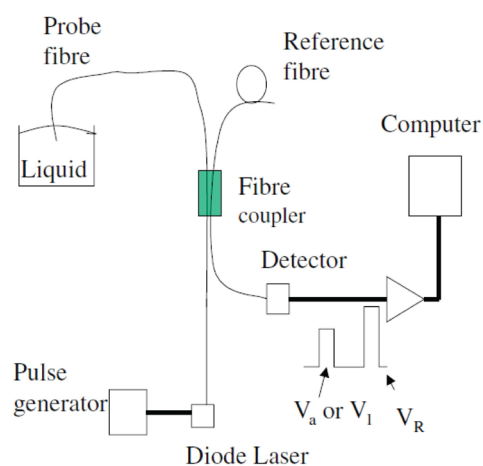 Probe
fibre
Reference
fibre
Computer
Liquid
Fibre
coupler
Detector
Pulse
generator
Va or Vl
VR
Diode Laser